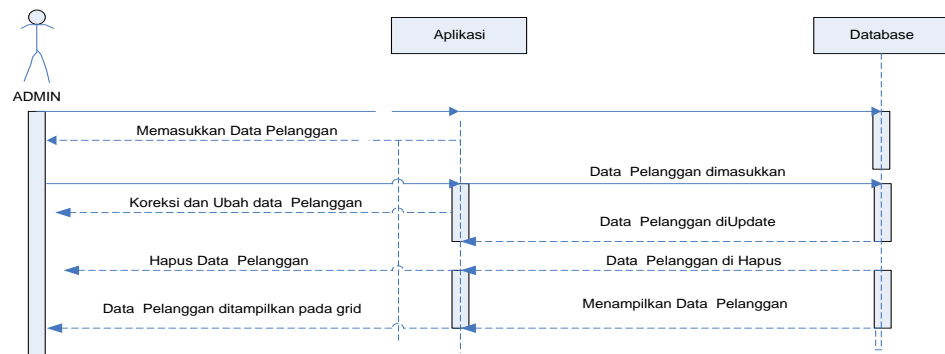 Aplikasi
Database
ADMIN
Memasukkan Data Pelanggan
Data Pelanggan dimasukkan
Koreksi dan Ubah data Pelanggan
Data Pelanggan diUpdate
Hapus Data Pelanggan
Data Pelanggan di Hapus
Data Pelanggan ditampilkan pada grid
Menampilkan Data Pelanggan